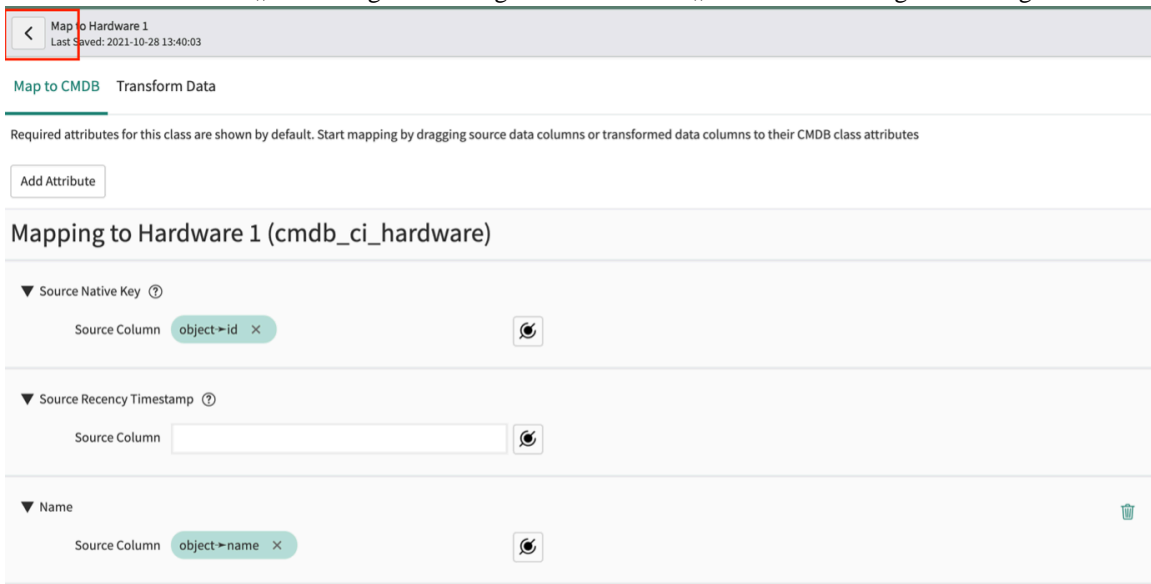 Map to Hardware 1
Last Saved: 2021-10-28 13:40:03
Map to CMDB Transform Data
Required attributes for this class are shown by default. Start mapping by dragging source data columns or transformed data columns to their CMDB class attributes
Add Attribute
Mapping to Hardware 1 (cmdb_ci_hardware)
▼ Source Native Key ?
Source Column object➛id ×
▼ Source Recency Timestamp ?
Source Column
▼ Name
Source Column object➛name ×